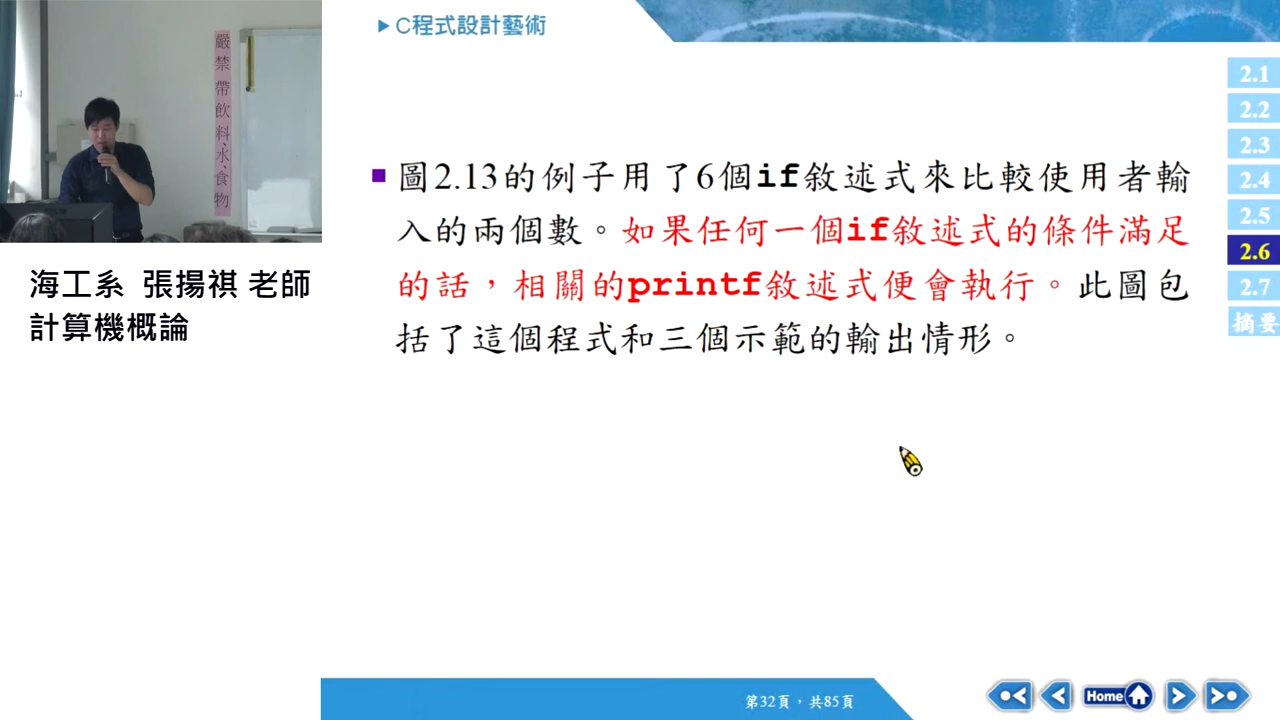 C程式設計藝術
嚴禁帶飲料、水、食物
海工系 張揚祺 老師
計算機概論
圖2.13的例子用了6個if敘述式來比較使用者輸
入的兩個數。如果任何一個if敘述式的條件滿足
的話，相關的printf敘述式便會執行。此圖包
括了這個程式和三個示範的輸出情形。
2.1
2.2
2.3
2.4
2.5
2.6
2.7
摘要
第32頁，共85頁
Home